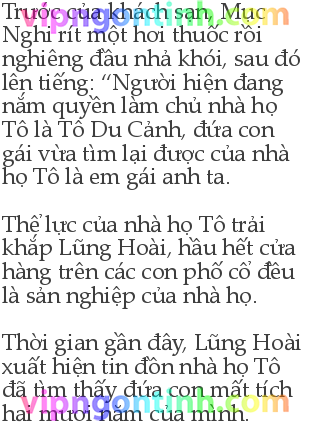 Trước của khách sạn, Mục
Nghi rít một hơi thuốc rồi
nghiêng đầu nhả khói, sau đó
lên tiếng: “Người hiện đang
nắm quyền làm chủ nhà họ
Tô là Tô Du Cảnh, đứa con
gái vừa tìm lại được của nhà
họ Tô là em gái anh ta.
Thế lực của nhà họ Tô trải
khắp Lũng Hoài, hầu hết cửa
hàng trên các con phố cổ đều
là sản nghiệp của nhà họ.
Thời gian gần đây, Lũng Hoài
xuất hiện tin đồn nhà họ Tô
đã tìm thấy đứa con mất tích
hai mươi năm của mình.
vipngontinh.com
vipngontinh.com